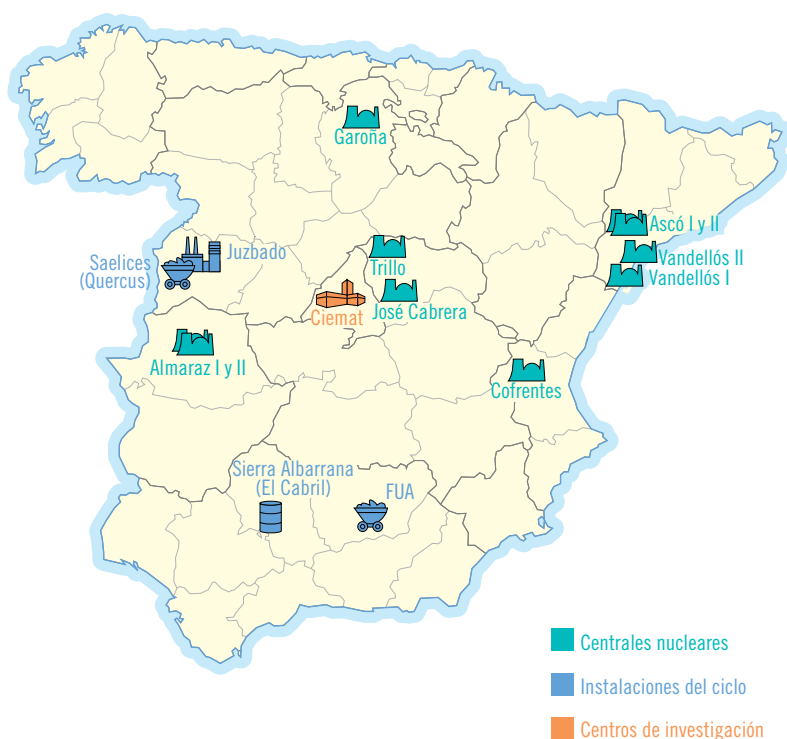 Garoña
Ascó I y II
Juzbado
Saelices
(Quercus)
Trillo
Vandellós II
Vandellós I
José Cabrera
Ciemat
Almaraz I y II
Cofrentes
Sierra Albarrana
(El Cabril)
FUA
Centrales nucleares
Instalaciones del ciclo
Centros de investigación